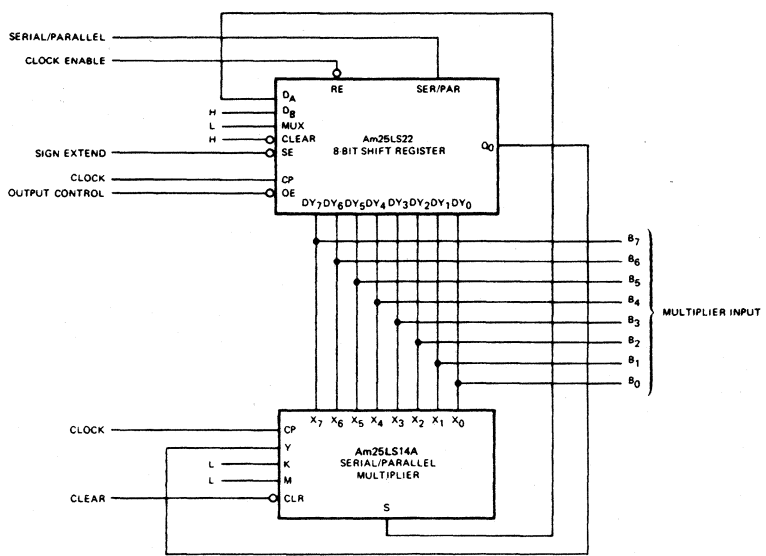 SERIAL/PARALLEL
CLOCK ENABLE
RE SER/PAR
DA
H DB
L MUX
H CLEAR
SIGN EXTEND SE
Am25LS22
8-BIT SHIFT REGISTER
Q0
CLOCK CP
OUTPUT CONTROL OE
DY7 DY6 DY5 DY4 DY3 DY2 DY1 DY0
B7
B6
B5
B4
B3
B2
B1
B0
MULTIPLIER INPUT
X7 X6 X5 X4 X3 X2 X1 X0
CLOCK CP
Y
L K
L M
CLEAR CLR
Am25LS14A
SERIAL/PARALLEL
MULTIPLIER
S